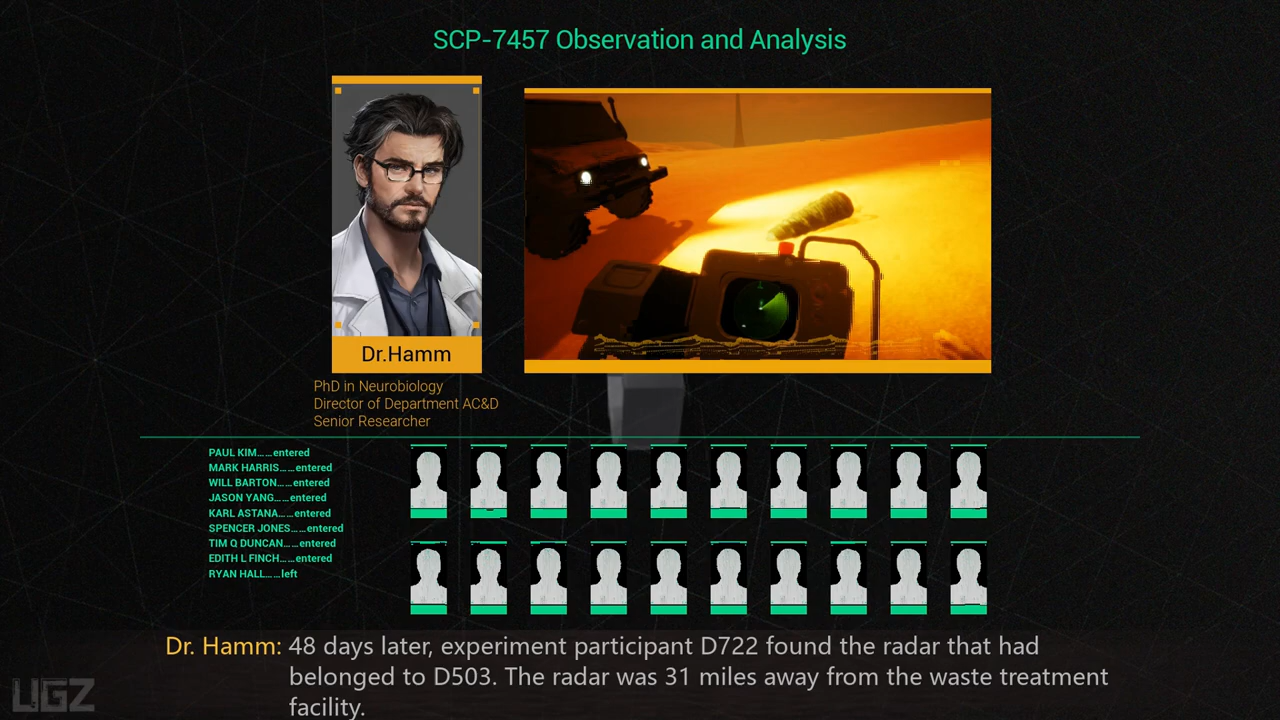 SCP-7457 Observation and Analysis
Dr.Hamm
PhD in Neurobiology
Director of Department AC&D
Senior Researcher
PAUL KIM......entered
MARK HARRIS......entered
WILL BARTON......entered
JASON YANG......entered
KARL ASTANA......entered
SPENCER JONES......entered
TIM Q DUNCAN......entered
EDITH L FINCH......entered
RYAN HALL......left
Dr. Hamm: 48 days later, experiment participant D722 found the radar that had
belonged to D503. The radar was 31 miles away from the waste treatment
facility.
UGZ